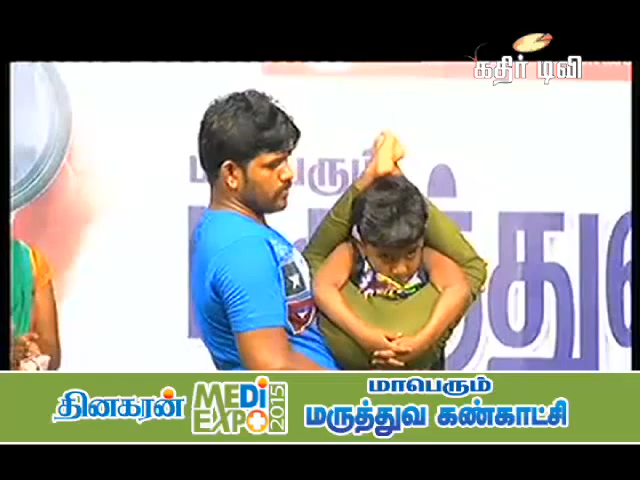 கதிர் டிவி
தினகரன் MEDi EXPO 2015
மாபெரும்
மருத்துவ கண்காட்சி